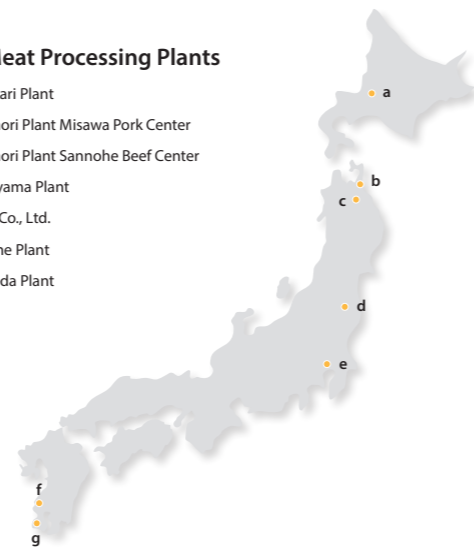 Meat Processing Plants
ari Plant
ori Plant Misawa Pork Center
ori Plant Sannohe Beef Center
yama Plant
Co., Ltd.
ne Plant
da Plant
a
b
c
d
e
f
g